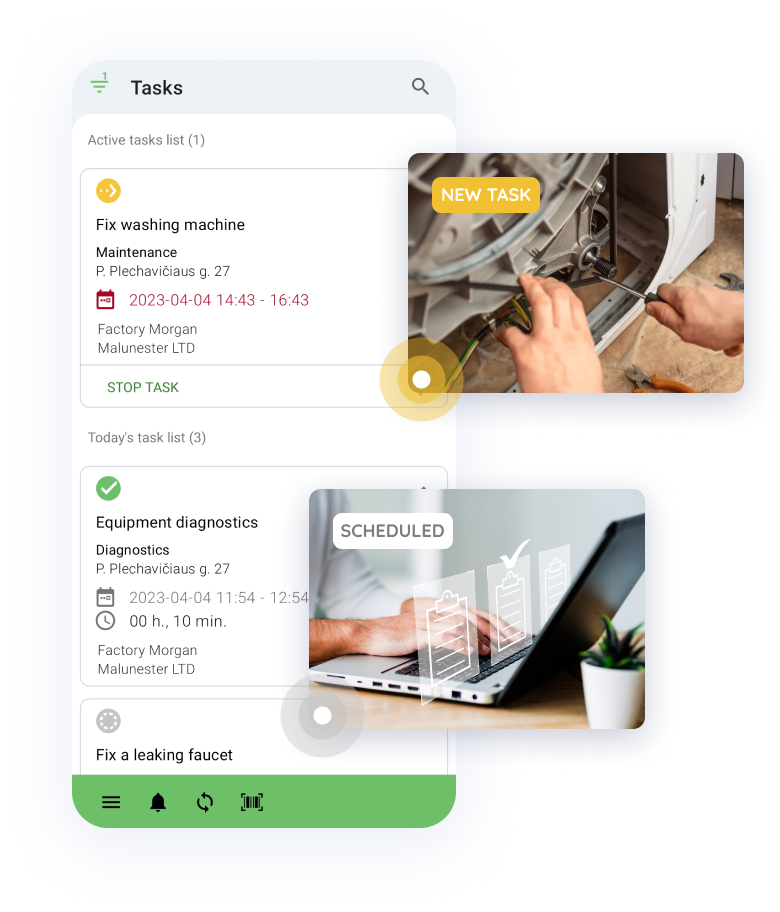 1
Tasks
Active tasks list (1)
Fix washing machine
Maintenance
P. Plechavičiaus g. 27
2023-04-04 14:43 - 16:43
Factory Morgan
Malunester LTD
STOP TASK
NEW TASK
Today's task list (3)
Equipment diagnostics
Diagnostics
P. Plechavičiaus g. 27
2023-04-04 11:54 - 12:54
00 h., 10 min.
Factory Morgan
Malunester LTD
SCHEDULED
Fix a leaking faucet